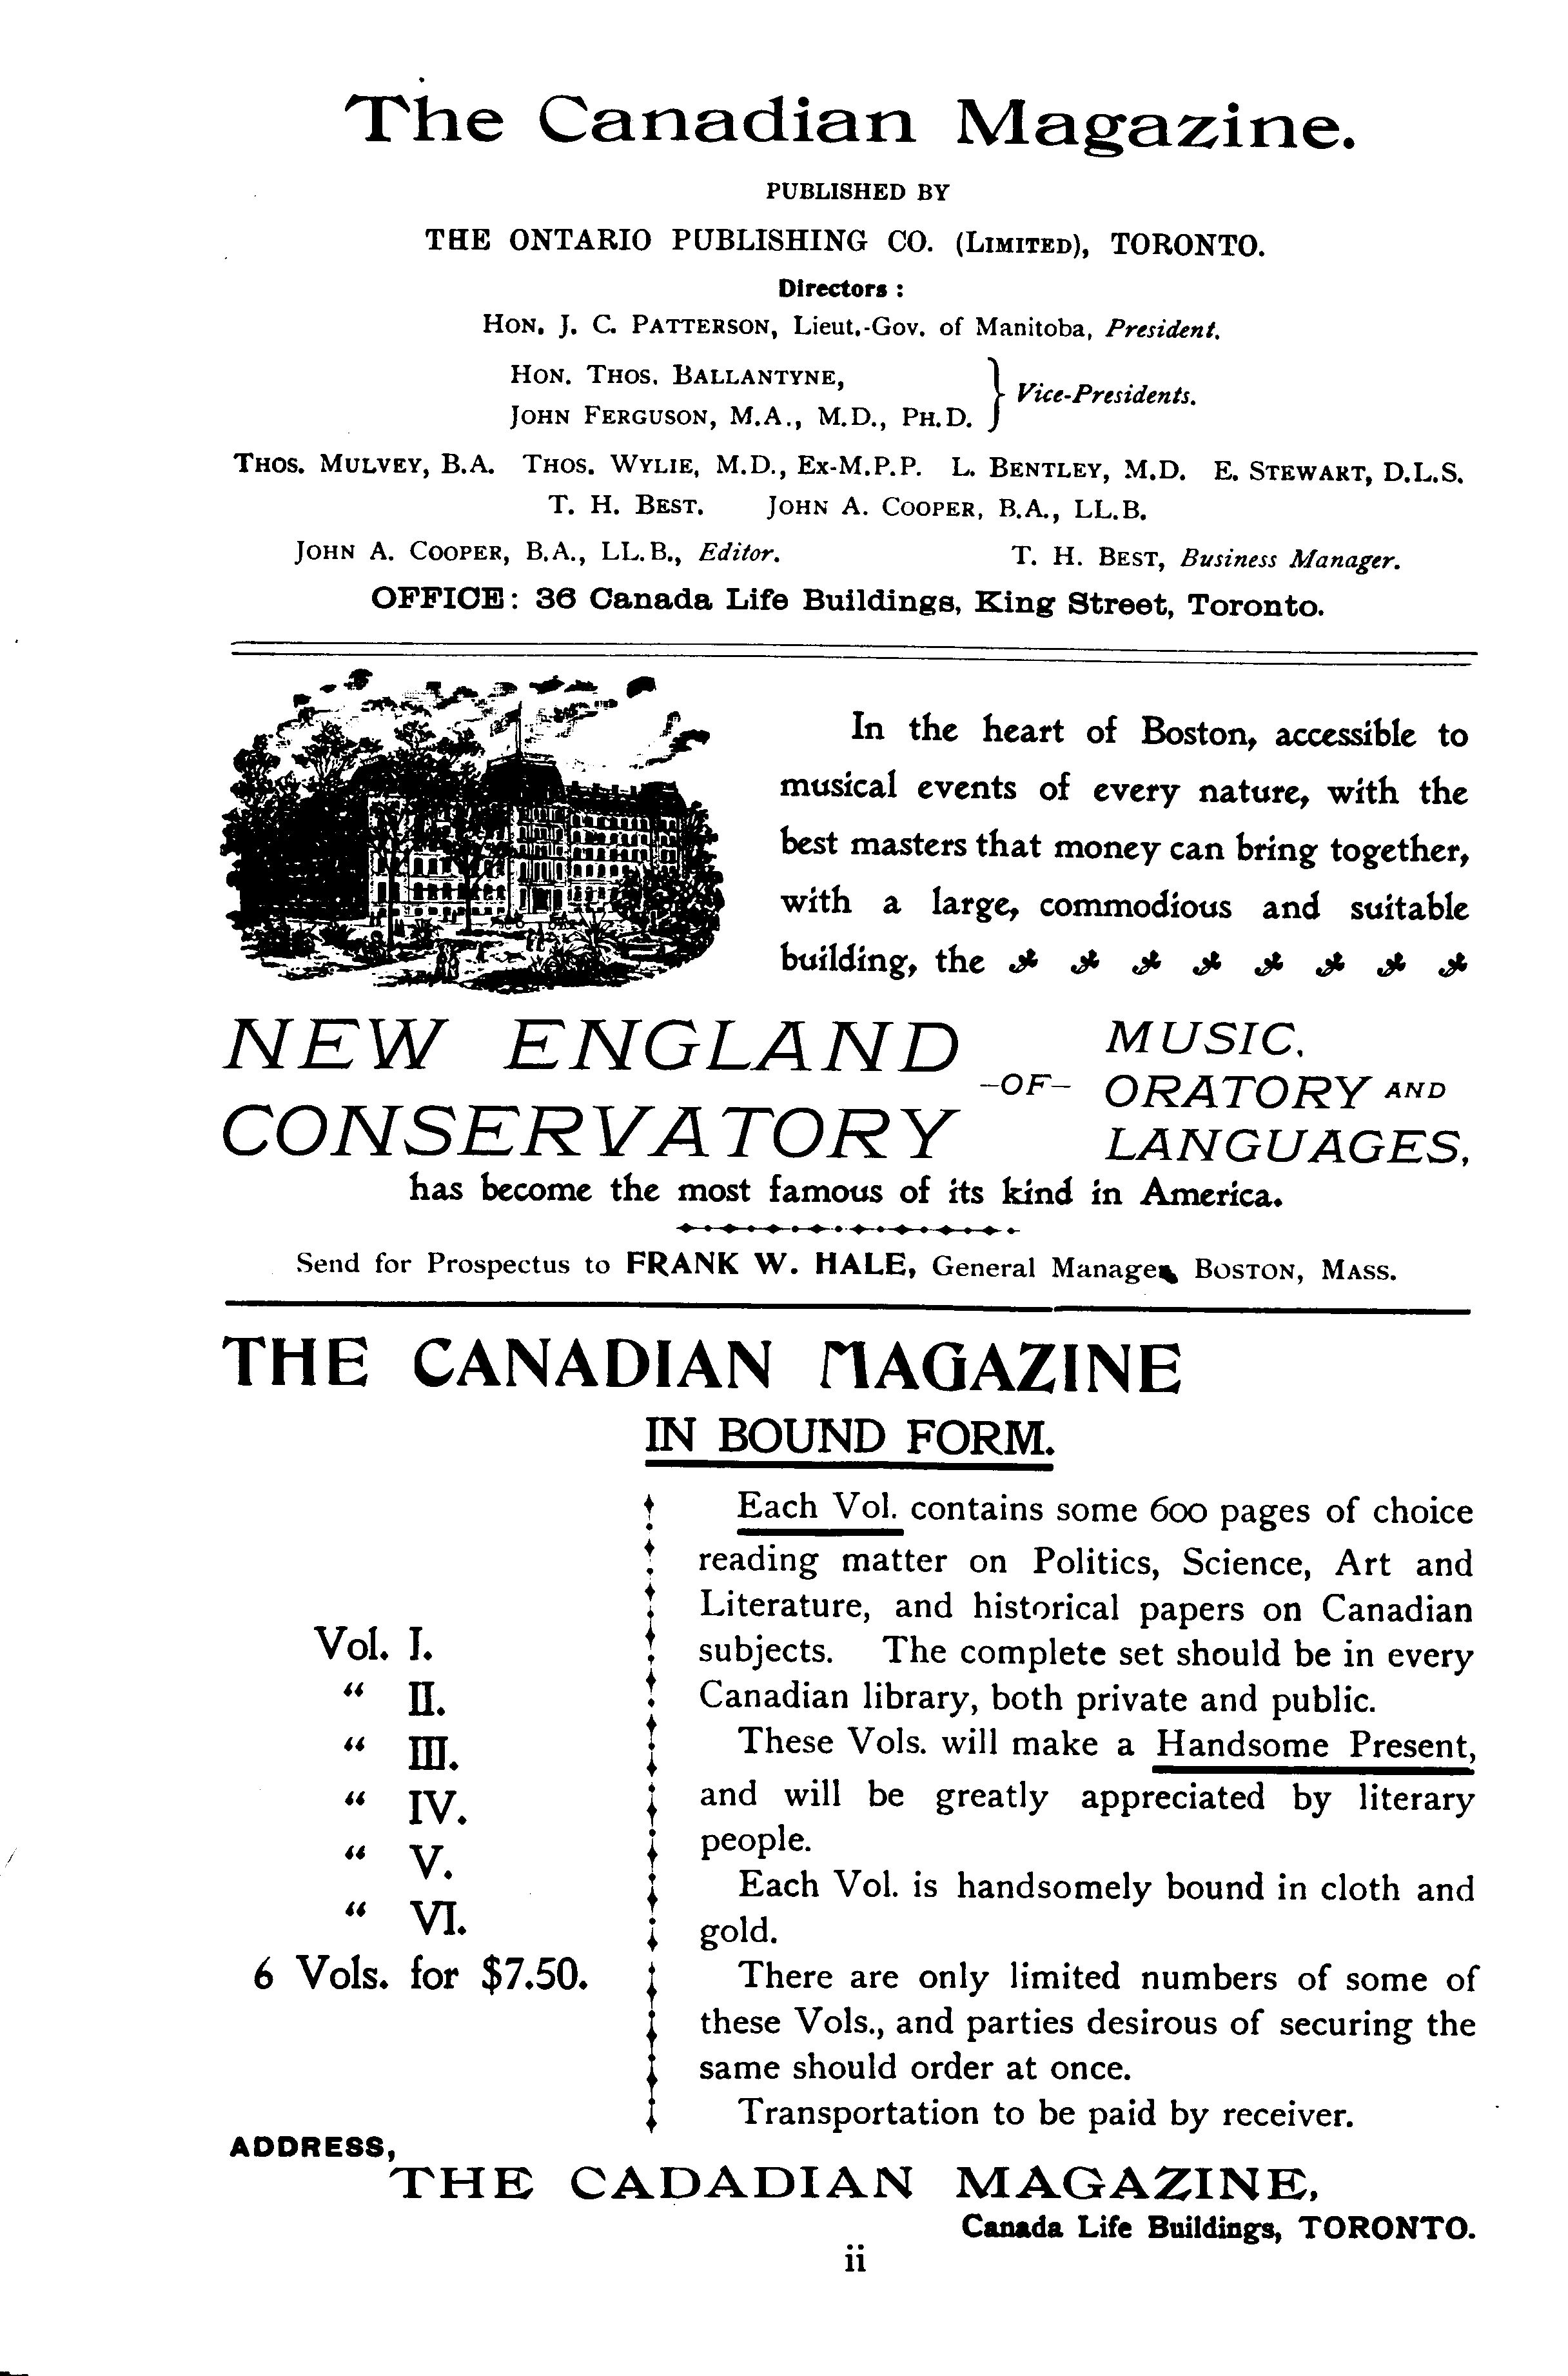 The Canadian Magazine.
PUBLISHED BY
THE ONTARIO PUBLISHING CO. (LIMITED), TORONTO.
Directors :
HON. J. C. PATTERSON, Lieut.-Gov. of Manitoba, President.
HON. THOS. BALLANTYNE,
JOHN FERGUSON, M.A., M.D., PH.D. } Vice-Presidents.
THOS. MULVEY, B.A. THOS. WYLIE, M.D., EX-M.P.P. L. BENTLEY, M.D. E. STEWART, D.L.S.
T. H. BEST. JOHN A. COOPER, B.A., LL.B.
JOHN A. COOPER, B.A., LL.B., Editor. T. H. BEST, Business Manager.
OFFICE: 36 Canada Life Buildings, King Street, Toronto.
In the heart of Boston, accessible to
musical events of every nature, with the
best masters that money can bring together,
with a large, commodious and suitable
building, the
NEW ENGLAND
CONSERVATORY
-OF-
MUSIC,
ORATORY AND
LANGUAGES,
has become the most famous of its kind in America.
Send for Prospectus to FRANK W. HALE, General Manager, BOSTON, MASS.
THE CANADIAN MAGAZINE
IN BOUND FORM.
Vol. I.
“ II.
“ III.
“ IV.
“ V.
“ VI.
6 Vols. for $7.50.
Each Vol. contains some 600 pages of choice
reading matter on Politics, Science, Art and
Literature, and historical papers on Canadian
subjects. The complete set should be in every
Canadian library, both private and public.
These Vols. will make a Handsome Present,
and will be greatly appreciated by literary
people.
Each Vol. is handsomely bound in cloth and
gold.
There are only limited numbers of some of
these Vols., and parties desirous of securing the
same should order at once.
Transportation to be paid by receiver.
ADDRESS,
THE CADADIAN MAGAZINE,
Canada Life Buildings, TORONTO.
ii